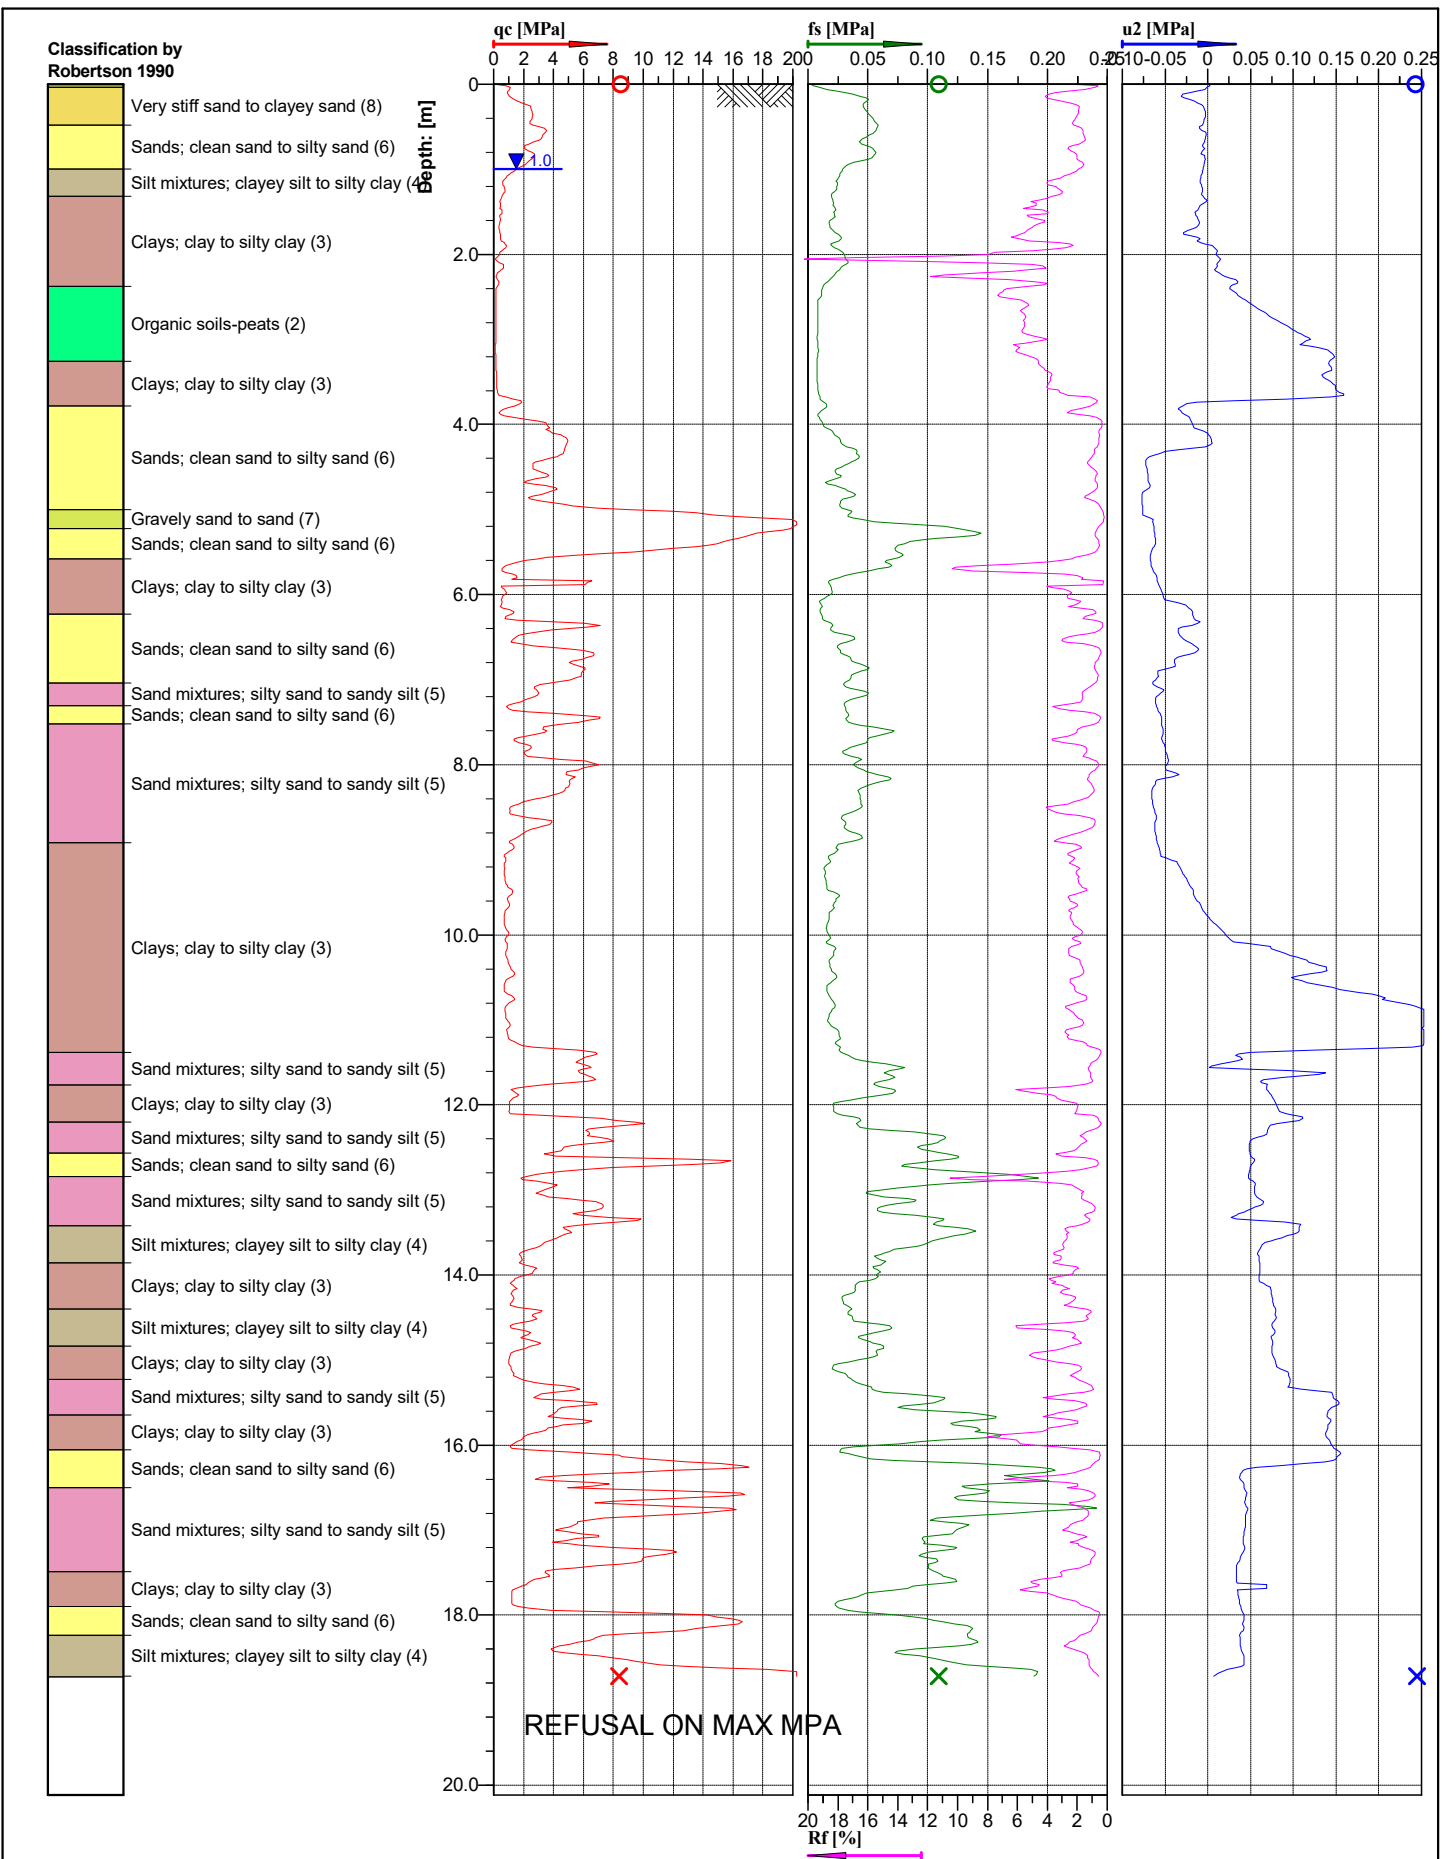 Classification by
Robertson 1990
qc [MPa]
0 2 4 6 8 10 12 14 16 18 20
fs [MPa]
0 0.05 0.10 0.15 0.20 0.25
u2 [MPa]
-0.10 -0.05 0 0.05 0.10 0.15 0.20 0.25
Depth: [m]
0
2.0
4.0
6.0
8.0
10.0
12.0
14.0
16.0
18.0
20.0
1.0
Very stiff sand to clayey sand (8)
Sands; clean sand to silty sand (6)
Silt mixtures; clayey silt to silty clay (4)
Clays; clay to silty clay (3)
Organic soils-peats (2)
Clays; clay to silty clay (3)
Sands; clean sand to silty sand (6)
Gravely sand to sand (7)
Sands; clean sand to silty sand (6)
Clays; clay to silty clay (3)
Sands; clean sand to silty sand (6)
Sand mixtures; silty sand to sandy silt (5)
Sands; clean sand to silty sand (6)
Sand mixtures; silty sand to sandy silt (5)
Clays; clay to silty clay (3)
Sand mixtures; silty sand to sandy silt (5)
Clays; clay to silty clay (3)
Sand mixtures; silty sand to sandy silt (5)
Sands; clean sand to silty sand (6)
Sand mixtures; silty sand to sandy silt (5)
Silt mixtures; clayey silt to silty clay (4)
Clays; clay to silty clay (3)
Silt mixtures; clayey silt to silty clay (4)
Clays; clay to silty clay (3)
Sand mixtures; silty sand to sandy silt (5)
Clays; clay to silty clay (3)
Sands; clean sand to silty sand (6)
Sand mixtures; silty sand to sandy silt (5)
Clays; clay to silty clay (3)
Sands; clean sand to silty sand (6)
Silt mixtures; clayey silt to silty clay (4)
REFUSAL ON MAX MPA
20 18 16 14 12 10 8 6 4 2 0
Rf [%]